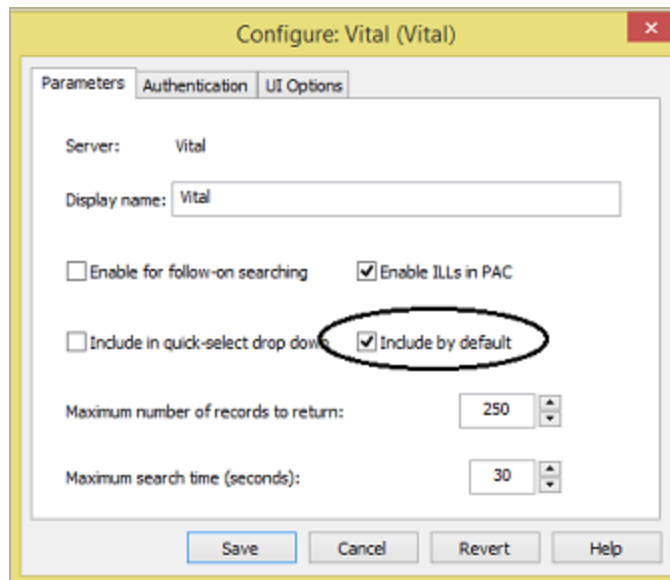 Configure: Vital (Vital)
Parameters Authentication UI Options
Server: Vital
Display name: Vital
Enable for follow-on searching Enable ILLs in PAC
Include in quick-select drop down Include by default
Maximum number of records to return: 250
Maximum search time (seconds): 30
Save Cancel Revert Help